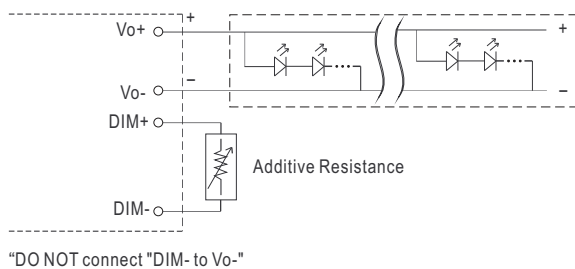 Vo+
+
+
Vo-
−
−
DIM+
Additive Resistance
DIM-
“DO NOT connect "DIM- to Vo-"